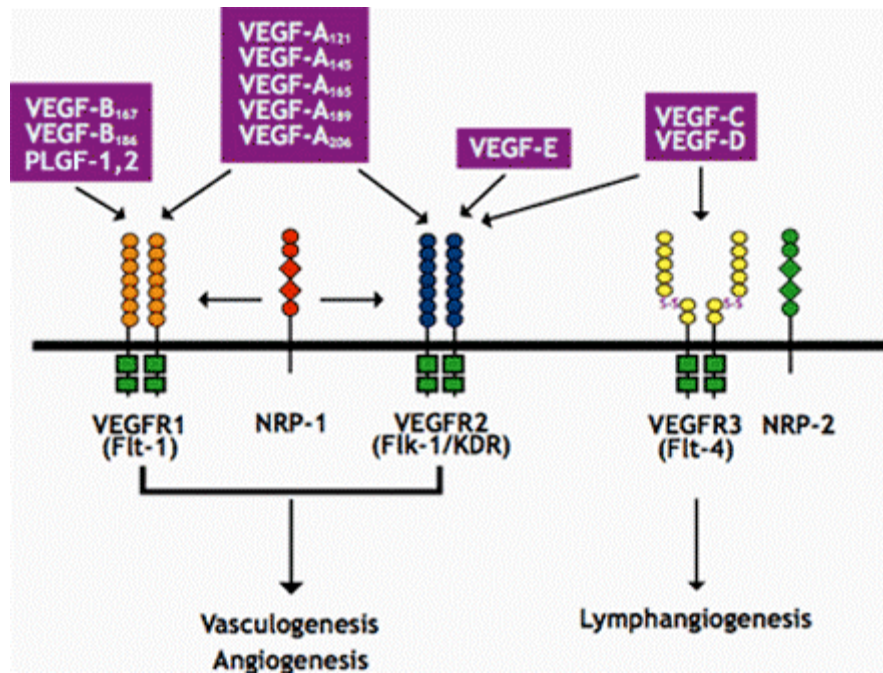 VEGF-A₁₂₁
VEGF-A₁₄₅
VEGF-A₁₆₅
VEGF-A₁₈₉
VEGF-A₂₀₆
VEGF-B₁₆₇
VEGF-B₁₈₆
PLGF-1,2
VEGF-E
VEGF-C
VEGF-D
S-S
S-S
VEGFR1
(Flt-1)
NRP-1
VEGFR2
(Flk-1/KDR)
VEGFR3
(Flt-4)
NRP-2
Vasculogenesis
Angiogenesis
Lymphangiogenesis